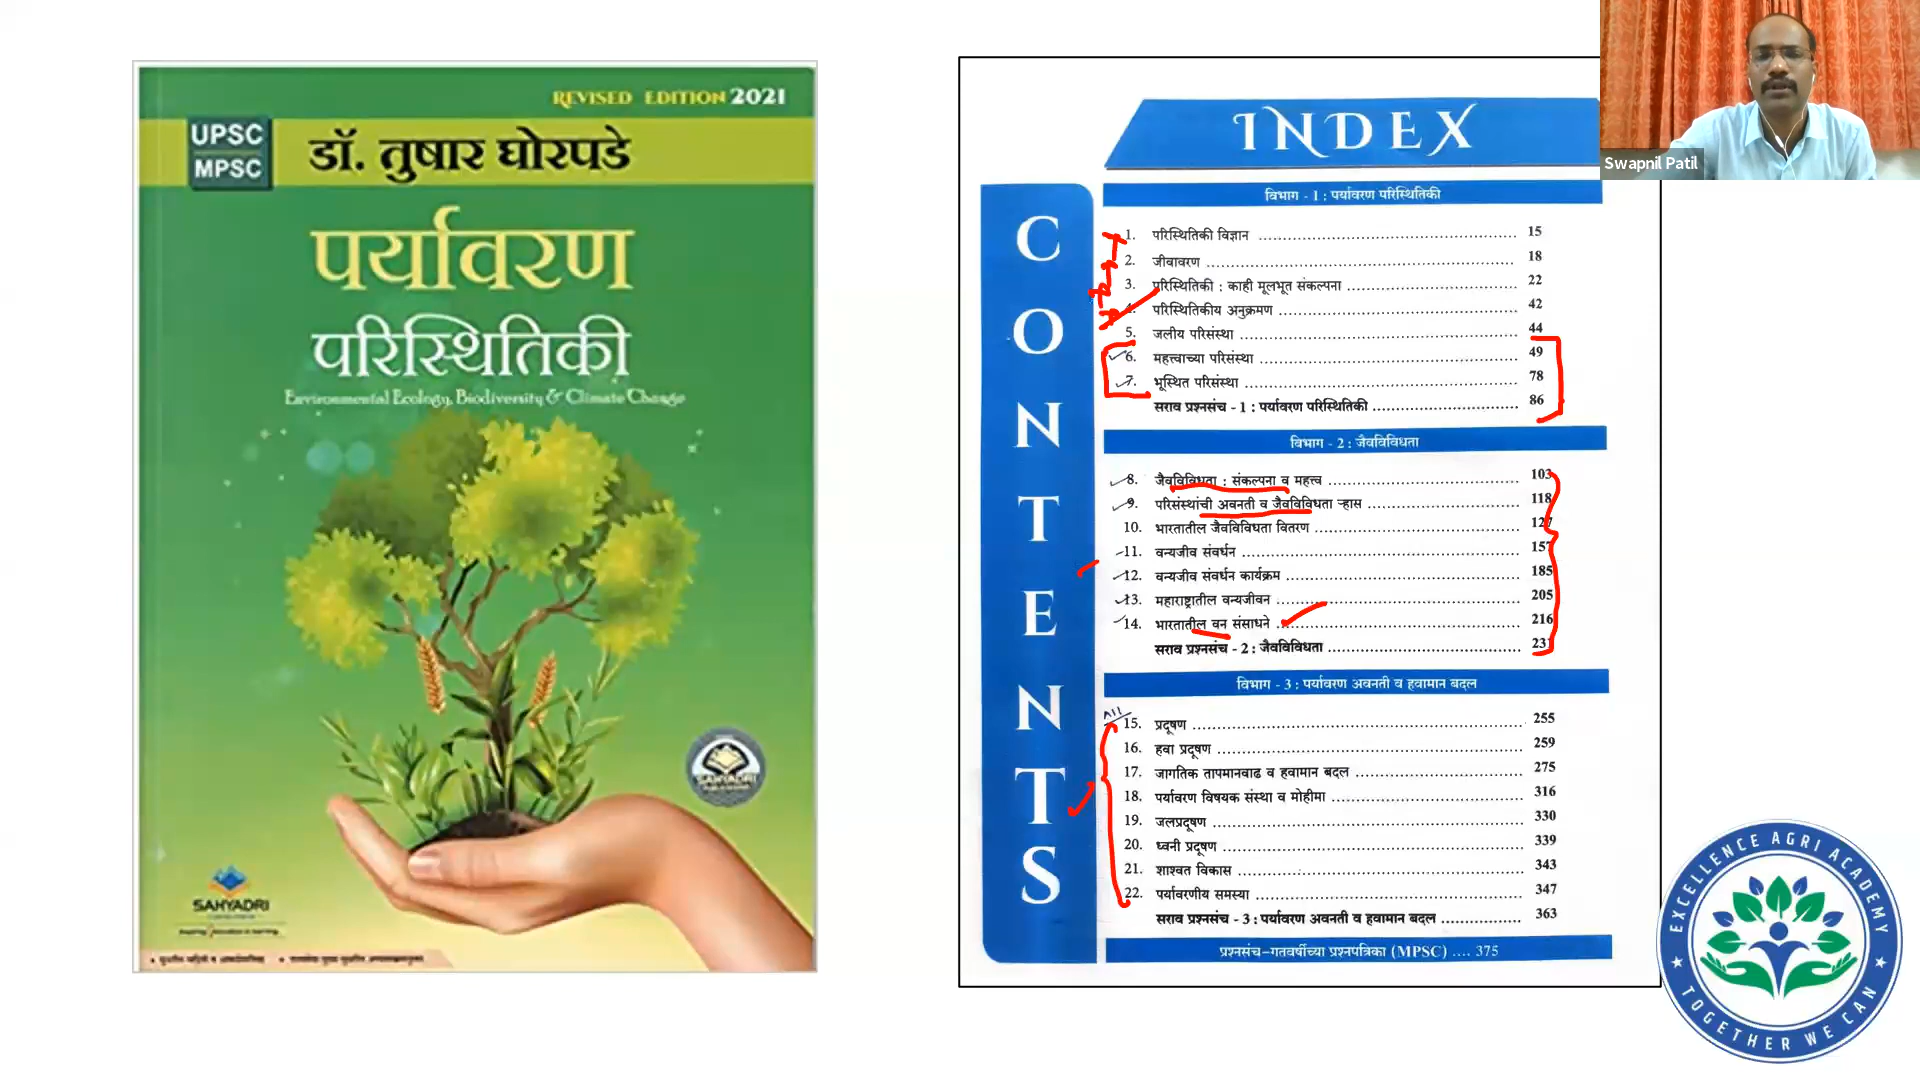 REVISED EDITION 2021
UPSC
MPSC
डॉ. तुषार घोरपडे
पर्यावरण
परिस्थितिकी
Environmental Ecology, Biodiversity & Climate Change
SAHYADRI
SAHYADRI
INDEX
CONTENTS
विभाग - 1 : पर्यावरण परिस्थितिकी
1. परिस्थितिकी विज्ञान 15
2. जीवावरण 18
3. परिस्थितिकी : काही मूलभूत संकल्पना 22
4. परिस्थितिकीय अनुक्रमण 42
5. जलीय परिसंस्था 44
6. महत्त्वाच्या परिसंस्था 49
7. भूस्थित परिसंस्था 78
सराव प्रश्नसंच - 1 : पर्यावरण परिस्थितिकी 86
विभाग - 2 : जैवविविधता
8. जैवविविधता : संकल्पना व महत्त्व 103
9. परिसंस्थांची अवनती व जैवविविधता ऱ्हास 118
10. भारतातील जैवविविधता वितरण 127
11. वन्यजीव संवर्धन 157
12. वन्यजीव संवर्धन कार्यक्रम 185
13. महाराष्ट्रातील वन्यजीवन 205
14. भारतातील वन संसाधने 216
सराव प्रश्नसंच - 2 : जैवविविधता 231
विभाग - 3 : पर्यावरण अवनती व हवामान बदल
All
15. प्रदूषण 255
16. हवा प्रदूषण 259
17. जागतिक तापमानवाढ व हवामान बदल 275
18. पर्यावरण विषयक संस्था व मोहीमा 316
19. जलप्रदूषण 330
20. ध्वनी प्रदूषण 339
21. शाश्वत विकास 343
22. पर्यावरणीय समस्या 347
सराव प्रश्नसंच - 3 : पर्यावरण अवनती व हवामान बदल 363
प्रश्नसंच-गतवर्षीच्या प्रश्नपत्रिका (MPSC) .... 375
Swapnil Patil
EXCELLENCE AGRI ACADEMY
TOGETHER WE CAN